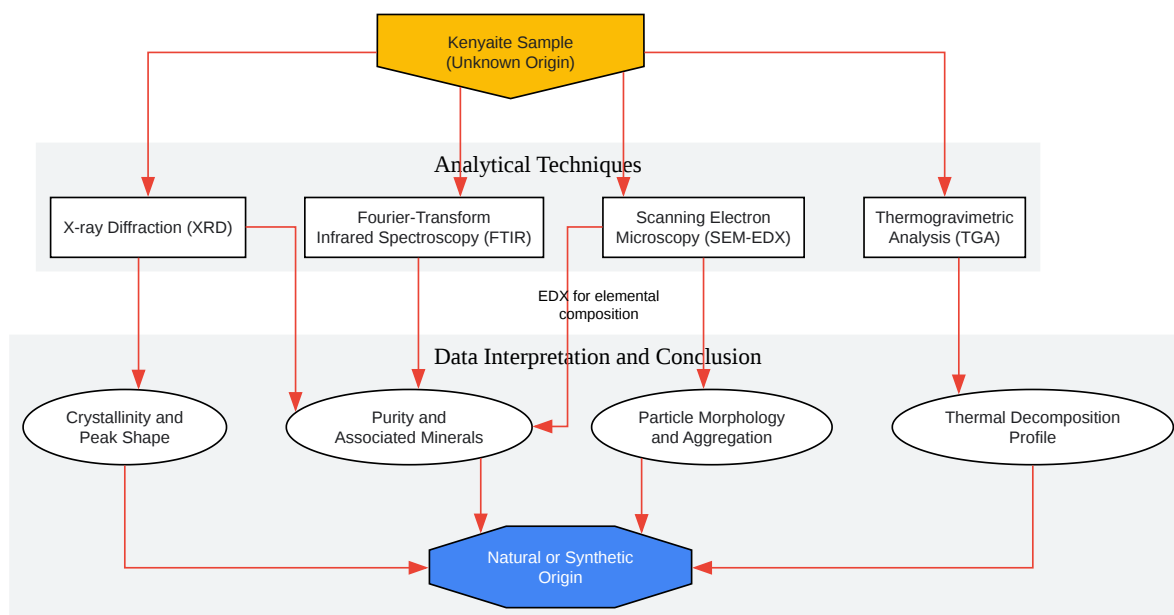 Kenyaite Sample
(Unknown Origin)
Analytical Techniques
X-ray Diffraction (XRD)
Fourier-Transform
Infrared Spectroscopy (FTIR)
Scanning Electron
Microscopy (SEM-EDX)
Thermogravimetric
Analysis (TGA)
EDX for elemental
composition
Data Interpretation and Conclusion
Crystallinity and
Peak Shape
Purity and
Associated Minerals
Particle Morphology
and Aggregation
Thermal Decomposition
Profile
Natural or Synthetic
Origin